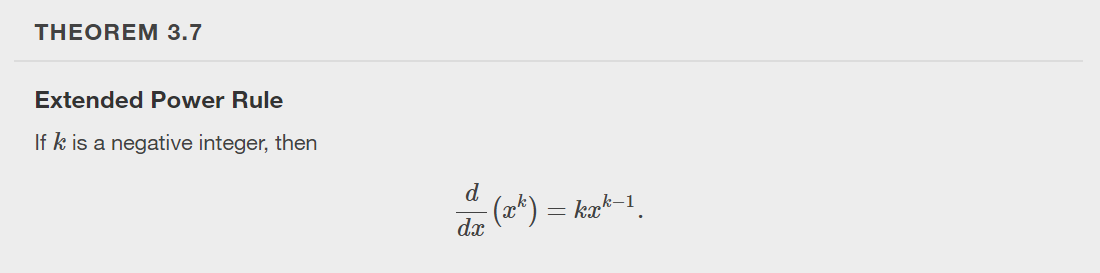 THEOREM 3.7
Extended Power Rule
If k is a negative integer, then
d/dx (x^k) = kx^{k−1}.